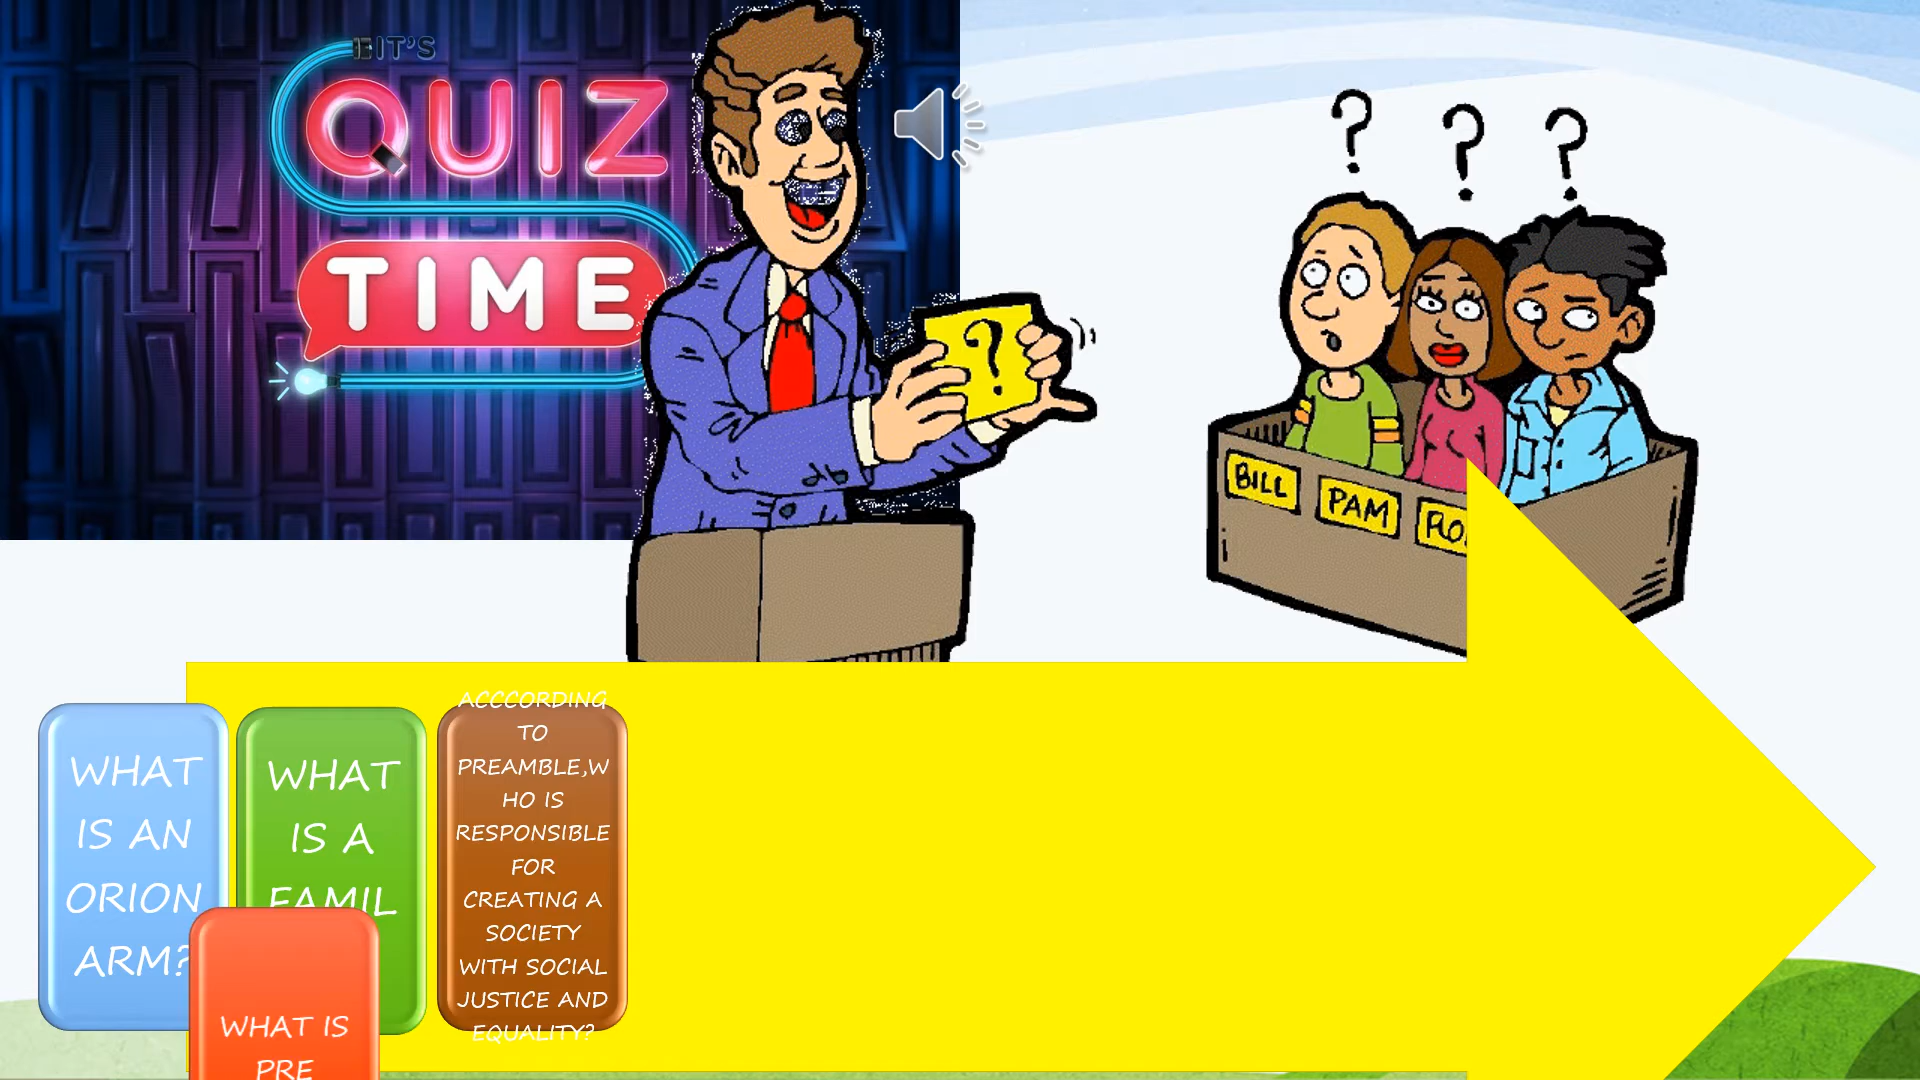 IT'S
QUIZ
TIME
?
?
?
?
BILL
PAM
WHAT
IS AN
ORION
ARM?
WHAT
IS A
FAMIL
ACCCORDING
TO
PREAMBLE,W
HO IS
RESPONSIBLE
FOR
CREATING A
SOCIETY
WITH SOCIAL
JUSTICE AND
EQUALITY?
WHAT IS
PRE